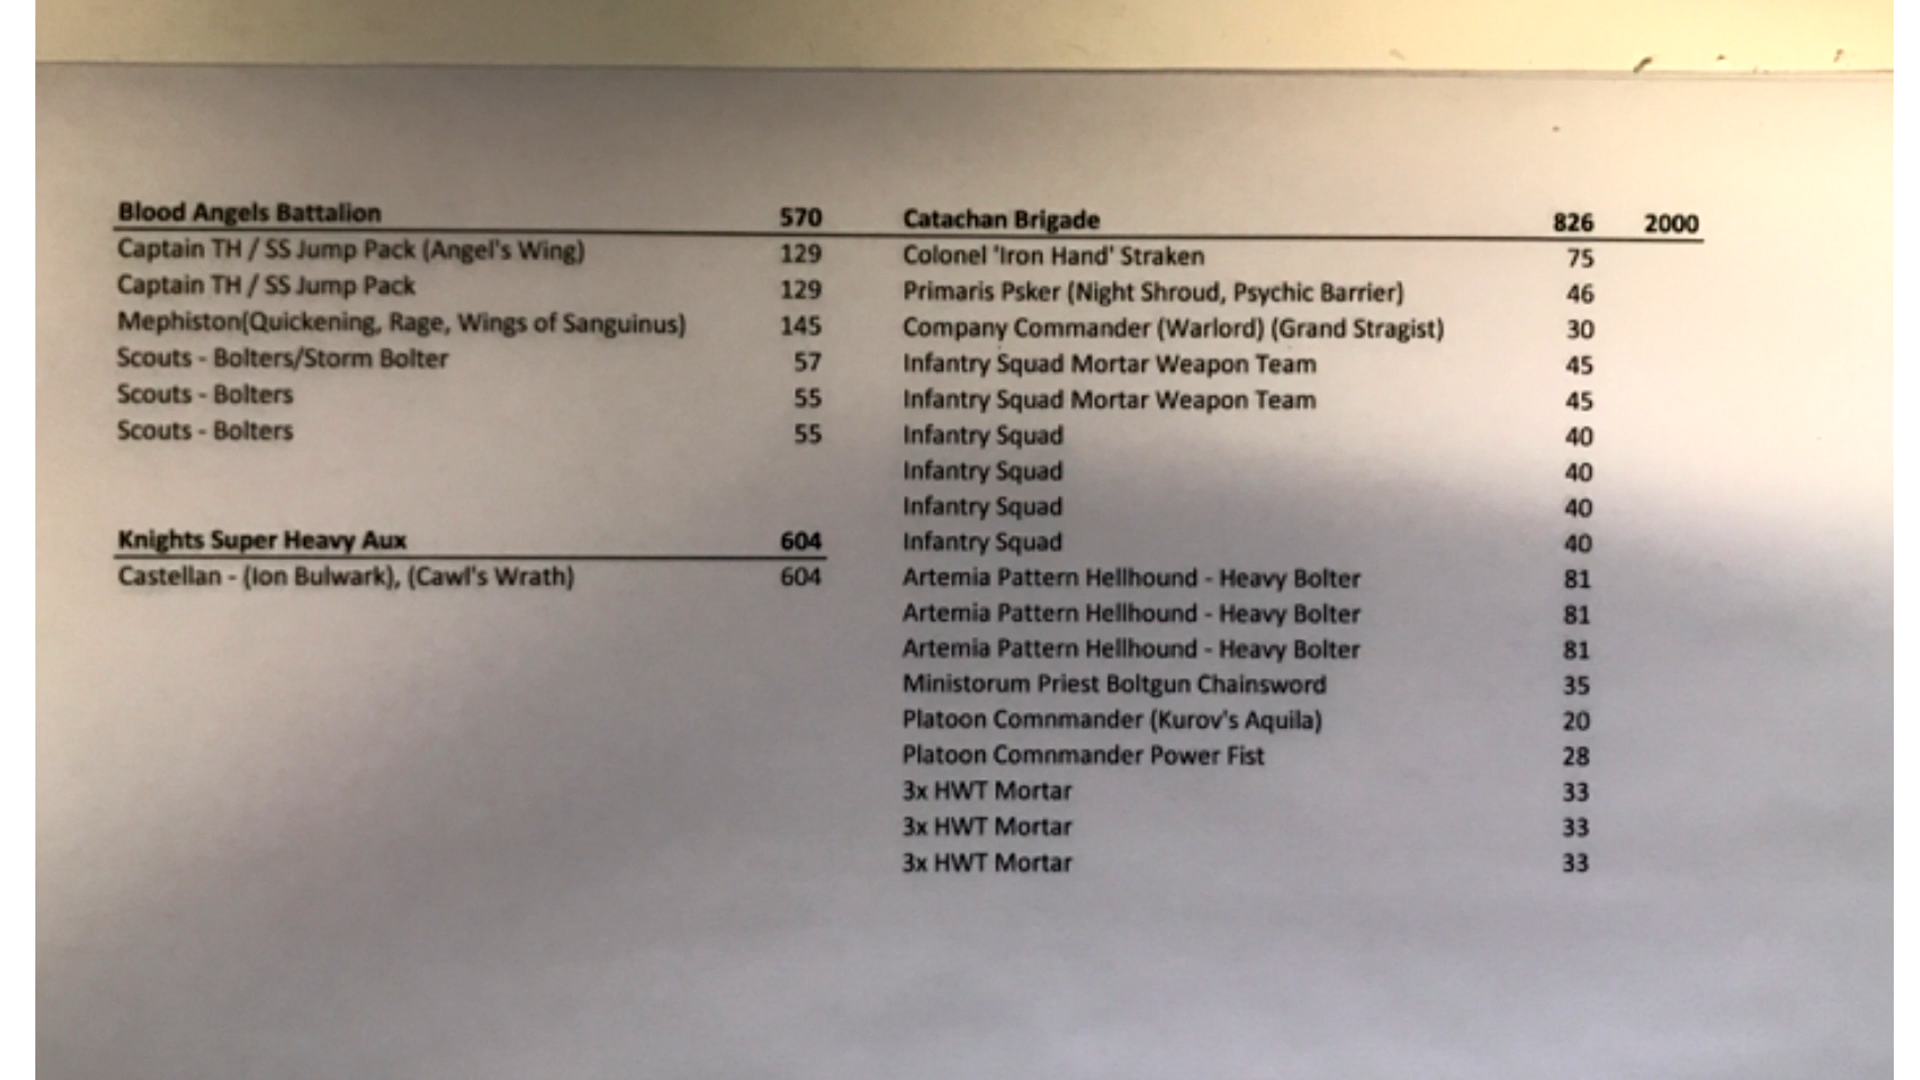 Blood Angels Battalion 570
Captain TH / SS Jump Pack (Angel's Wing) 129
Captain TH / SS Jump Pack 129
Mephiston(Quickening, Rage, Wings of Sanguinus) 145
Scouts - Bolters/Storm Bolter 57
Scouts - Bolters 55
Scouts - Bolters 55
Knights Super Heavy Aux 604
Castellan - (Ion Bulwark), (Cawl's Wrath) 604
Catachan Brigade 826 2000
Colonel 'Iron Hand' Straken 75
Primaris Psker (Night Shroud, Psychic Barrier) 46
Company Commander (Warlord) (Grand Stragist) 30
Infantry Squad Mortar Weapon Team 45
Infantry Squad Mortar Weapon Team 45
Infantry Squad 40
Infantry Squad 40
Infantry Squad 40
Infantry Squad 40
Artemia Pattern Hellhound - Heavy Bolter 81
Artemia Pattern Hellhound - Heavy Bolter 81
Artemia Pattern Hellhound - Heavy Bolter 81
Ministorum Priest Boltgun Chainsword 35
Platoon Comnmander (Kurov's Aquila) 20
Platoon Comnmander Power Fist 28
3x HWT Mortar 33
3x HWT Mortar 33
3x HWT Mortar 33